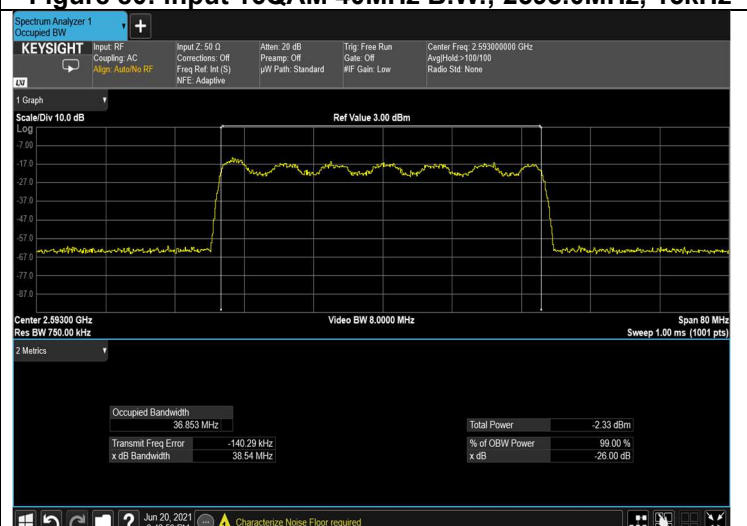 Spectrum Analyzer 1
Occupied BW
KEYSIGHT
Input: RF
Coupling: AC
Align: Auto/No RF
Input Z: 50 Ω
Corrections: Off
Freq Ref: Int (S)
NFE: Adaptive
Atten: 20 dB
Preamp: Off
µW Path: Standard
Trig: Free Run
Gate: Off
#IF Gain: Low
Center Freq: 2.593000000 GHz
Avg|Hold:>100/100
Radio Std: None
LXI
1 Graph
Scale/Div 10.0 dB
Ref Value 3.00 dBm
Log
-7.00
-17.0
-27.0
-37.0
-47.0
-57.0
-67.0
-77.0
-87.0
Center 2.59300 GHz
Video BW 8.0000 MHz
Span 80 MHz
Res BW 750.00 kHz
Sweep 1.00 ms (1001 pts)
2 Metrics
Occupied Bandwidth
36.853 MHz
Total Power -2.33 dBm
Transmit Freq Error -140.29 kHz
% of OBW Power 99.00 %
x dB Bandwidth 38.54 MHz
x dB -26.00 dB
Jun 20, 2021
Characterize Noise Floor required